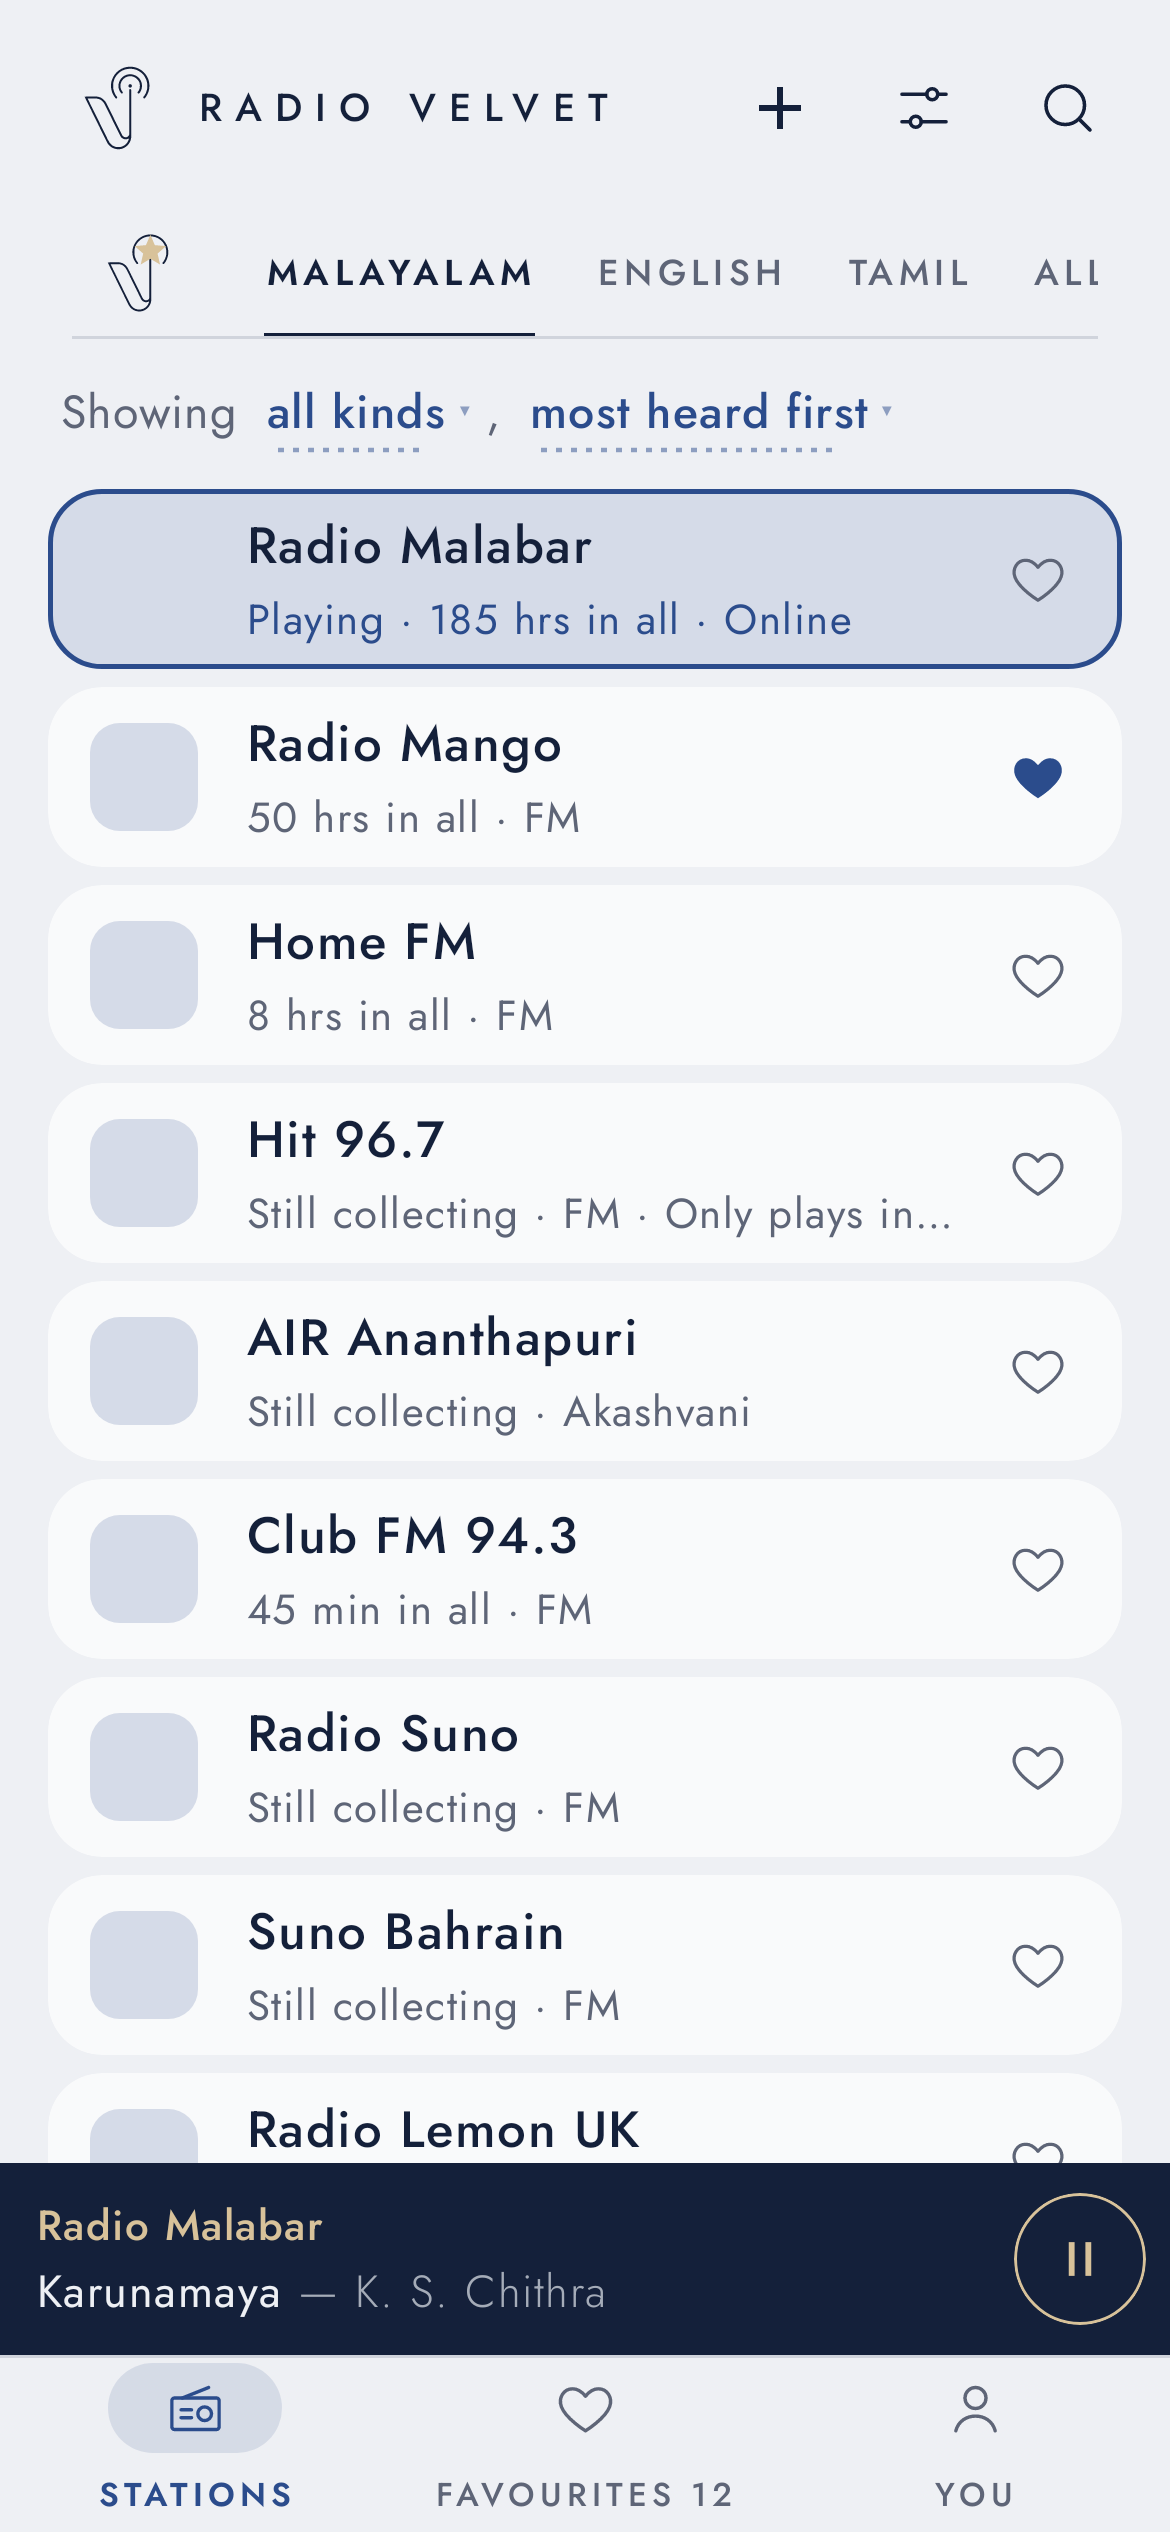 RADIO VELVET
MALAYALAM ENGLISH TAMIL ALL
Showing all kinds ▾ , most heard first ▾
Radio Malabar
Playing · 185 hrs in all · Online
Radio Mango
50 hrs in all · FM
Home FM
8 hrs in all · FM
Hit 96.7
Still collecting · FM · Only plays in...
AIR Ananthapuri
Still collecting · Akashvani
Club FM 94.3
45 min in all · FM
Radio Suno
Still collecting · FM
Suno Bahrain
Still collecting · FM
Radio Lemon UK
Radio Malabar
Karunamaya — K. S. Chithra
STATIONS FAVOURITES 12 YOU